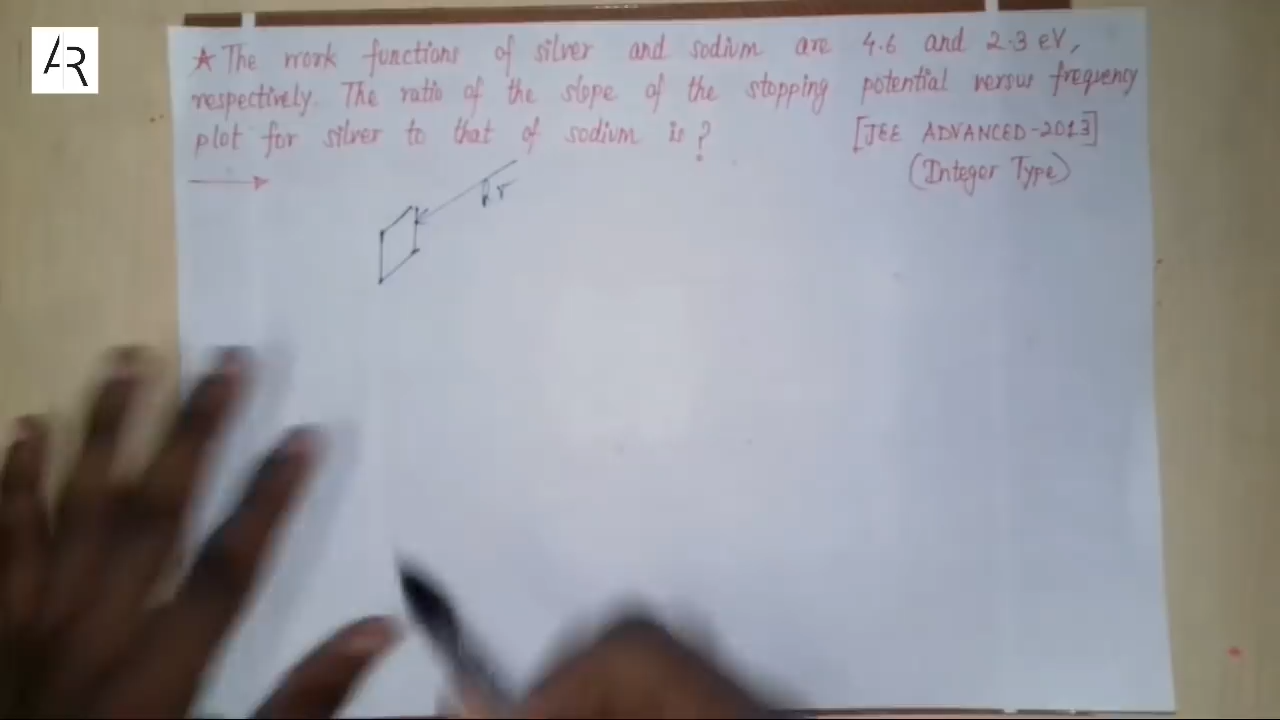 AR
★ The work functions of silver and sodium are 4.6 and 2.3 eV,
respectively. The ratio of the slope of the stopping potential versus frequency
plot for silver to that of sodium is ?
[JEE ADVANCED-2013]
(Integer Type)